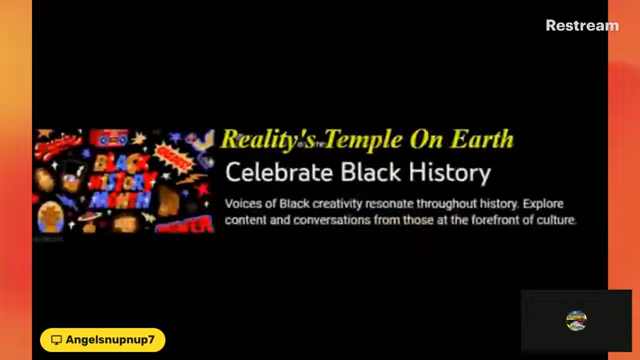 Restream
Reality's Temple On Earth
Celebrate Black History
Voices of Black creativity resonate throughout history. Explore
content and conversations from those at the forefront of culture.
BLACK
HISTORY
MONTH
POWER
Angelsnupnup7